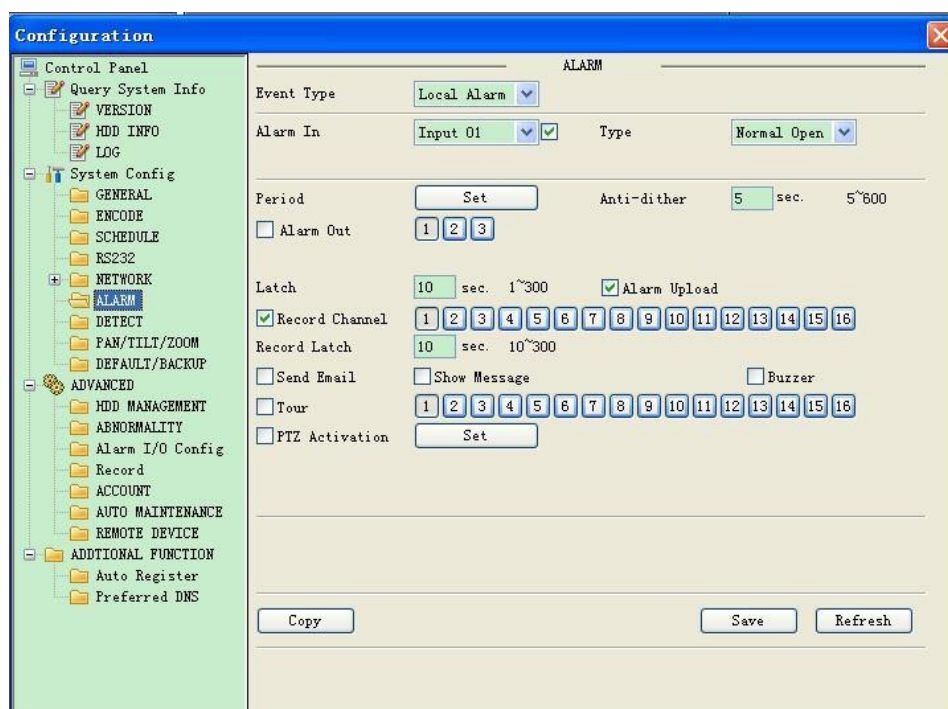 Configuration
Control Panel
Query System Info
VERSION
HDD INFO
LOG
System Config
GENERAL
ENCODE
SCHEDULE
RS232
NETWORK
ALARM
DETECT
PAN/TILT/ZOOM
DEFAULT/BACKUP
ADVANCED
HDD MANAGEMENT
ABNORMALITY
Alarm I/O Config
Record
ACCOUNT
AUTO MAINTENANCE
REMOTE DEVICE
ADDTIONAL FUNCTION
Auto Register
Preferred DNS
ALARM
Event Type Local Alarm
Alarm In Input 01 Type Normal Open
Period Set Anti-dither 5 sec. 5~600
Alarm Out 1 2 3
Latch 10 sec. 1~300 Alarm Upload
Record Channel 1 2 3 4 5 6 7 8 9 10 11 12 13 14 15 16
Record Latch 10 sec. 10~300
Send Email Show Message Buzzer
Tour 1 2 3 4 5 6 7 8 9 10 11 12 13 14 15 16
PTZ Activation Set
Copy Save Refresh